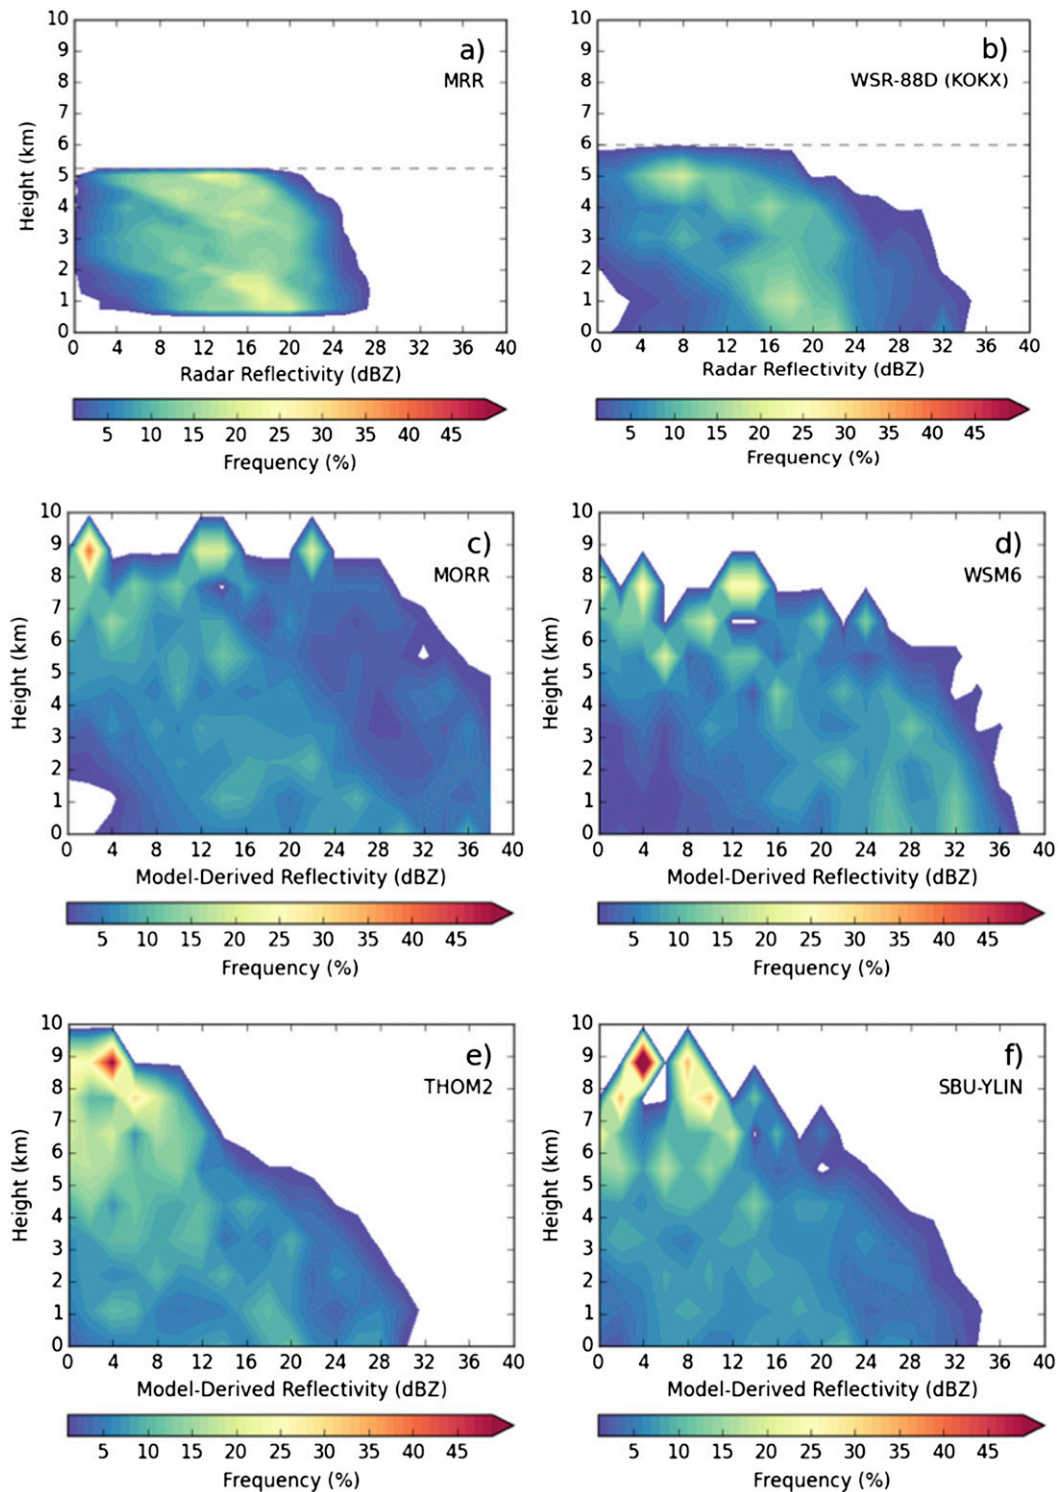 a)
MRR
10
9
8
7
6
5
4
3
2
1
0
Height (km)
0 4 8 12 16 20 24 28 32 36 40
Radar Reflectivity (dBZ)
5 10 15 20 25 30 35 40 45
Frequency (%)
b)
WSR-88D (KOKX)
10
9
8
7
6
5
4
3
2
1
0
0 4 8 12 16 20 24 28 32 36 40
Radar Reflectivity (dBZ)
5 10 15 20 25 30 35 40 45
Frequency (%)
c)
MORR
10
9
8
7
6
5
4
3
2
1
0
Height (km)
0 4 8 12 16 20 24 28 32 36 40
Model-Derived Reflectivity (dBZ)
5 10 15 20 25 30 35 40 45
Frequency (%)
d)
WSM6
10
9
8
7
6
5
4
3
2
1
0
Height (km)
0 4 8 12 16 20 24 28 32 36 40
Model-Derived Reflectivity (dBZ)
5 10 15 20 25 30 35 40 45
Frequency (%)
e)
THOM2
10
9
8
7
6
5
4
3
2
1
0
Height (km)
0 4 8 12 16 20 24 28 32 36 40
Model-Derived Reflectivity (dBZ)
5 10 15 20 25 30 35 40 45
Frequency (%)
f)
SBU-YLIN
10
9
8
7
6
5
4
3
2
1
0
Height (km)
0 4 8 12 16 20 24 28 32 36 40
Model-Derived Reflectivity (dBZ)
5 10 15 20 25 30 35 40 45
Frequency (%)